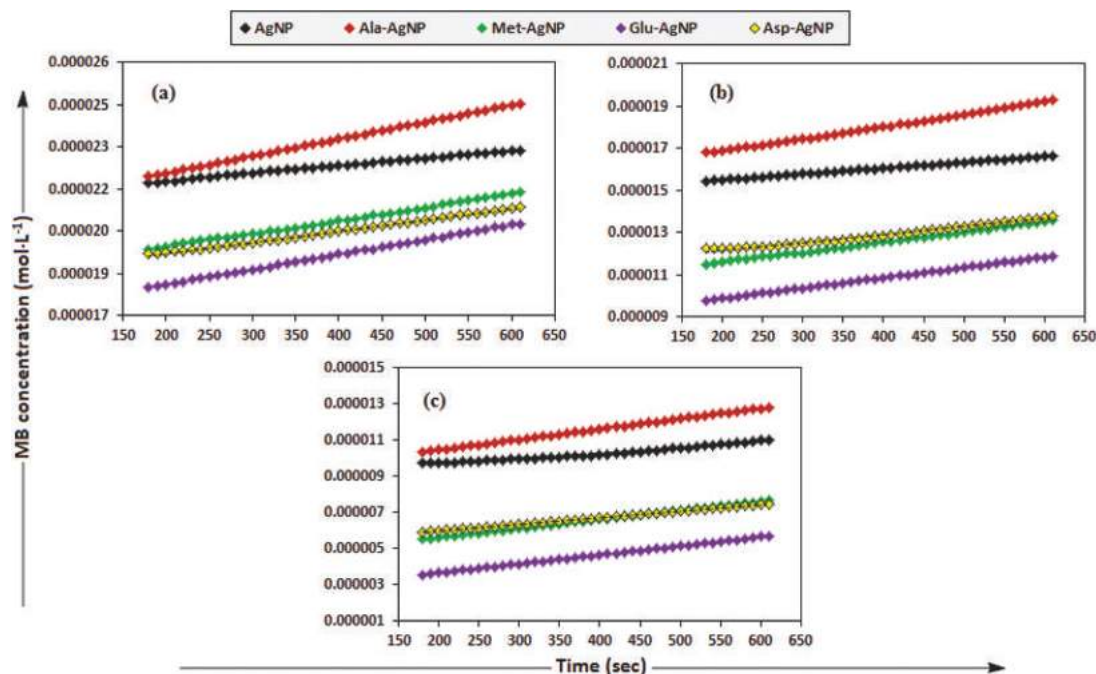 AgNP Ala-AgNP Met-AgNP Glu-AgNP Asp-AgNP
MB concentration (mol·L⁻¹)
(a)
0.000026
0.000025
0.000023
0.000022
0.000020
0.000019
0.000017
150 200 250 300 350 400 450 500 550 600 650
(b)
0.000021
0.000019
0.000017
0.000015
0.000013
0.000011
0.000009
150 200 250 300 350 400 450 500 550 600 650
(c)
0.000015
0.000013
0.000011
0.000009
0.000007
0.000005
0.000003
0.000001
150 200 250 300 350 400 450 500 550 600 650
Time (sec)